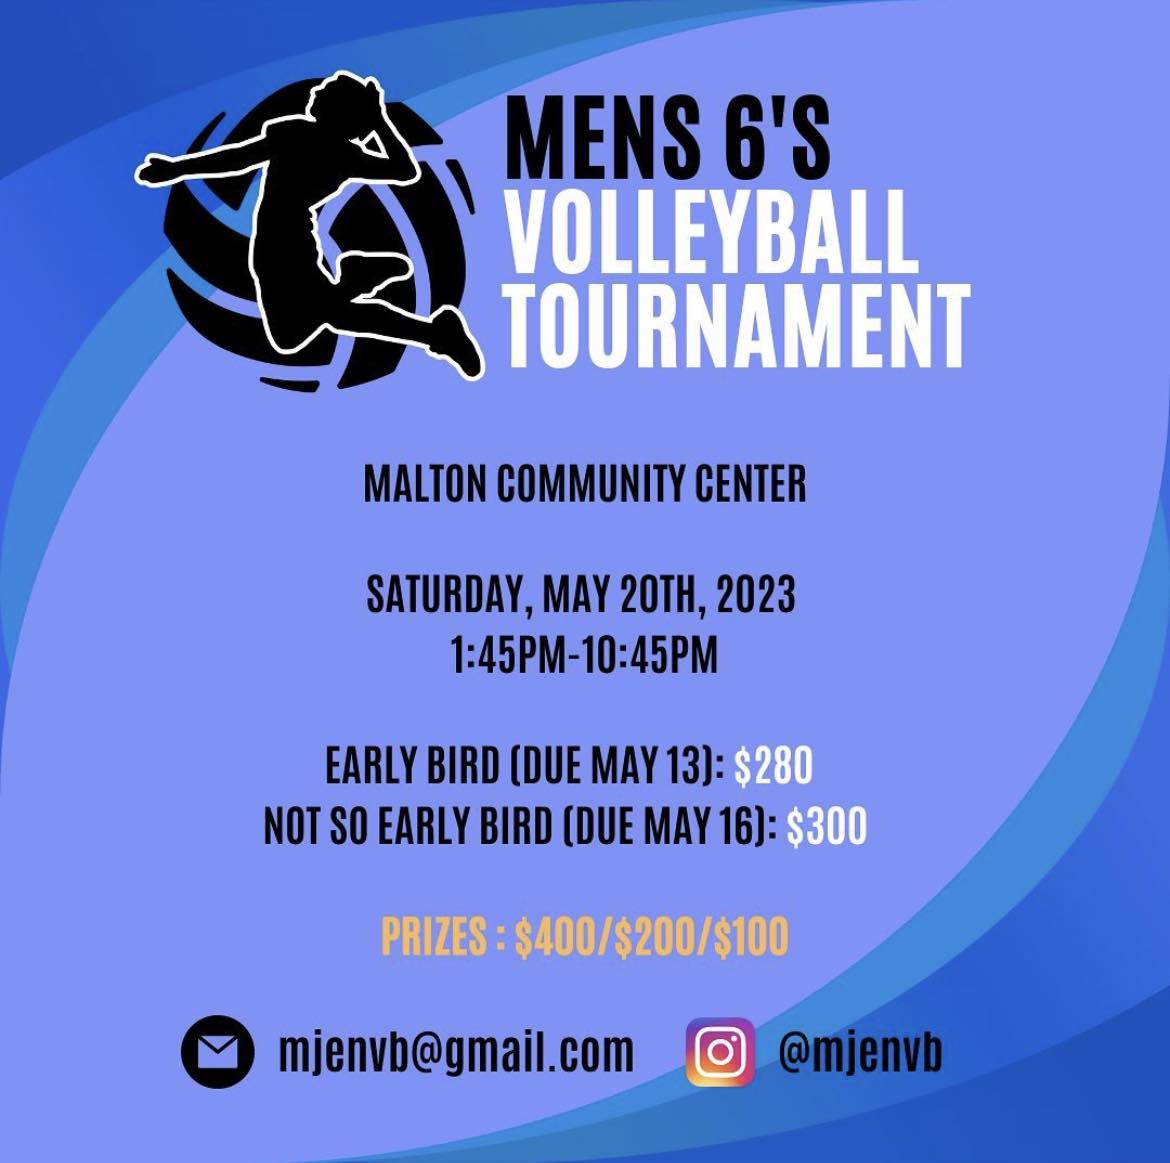 MENS 6'S
VOLLEYBALL
TOURNAMENT
MALTON COMMUNITY CENTER
SATURDAY, MAY 20TH, 2023
1:45PM-10:45PM
EARLY BIRD (DUE MAY 13): $280
NOT SO EARLY BIRD (DUE MAY 16): $300
PRIZES : $400/$200/$100
mjenvb@gmail.com @mjenvb